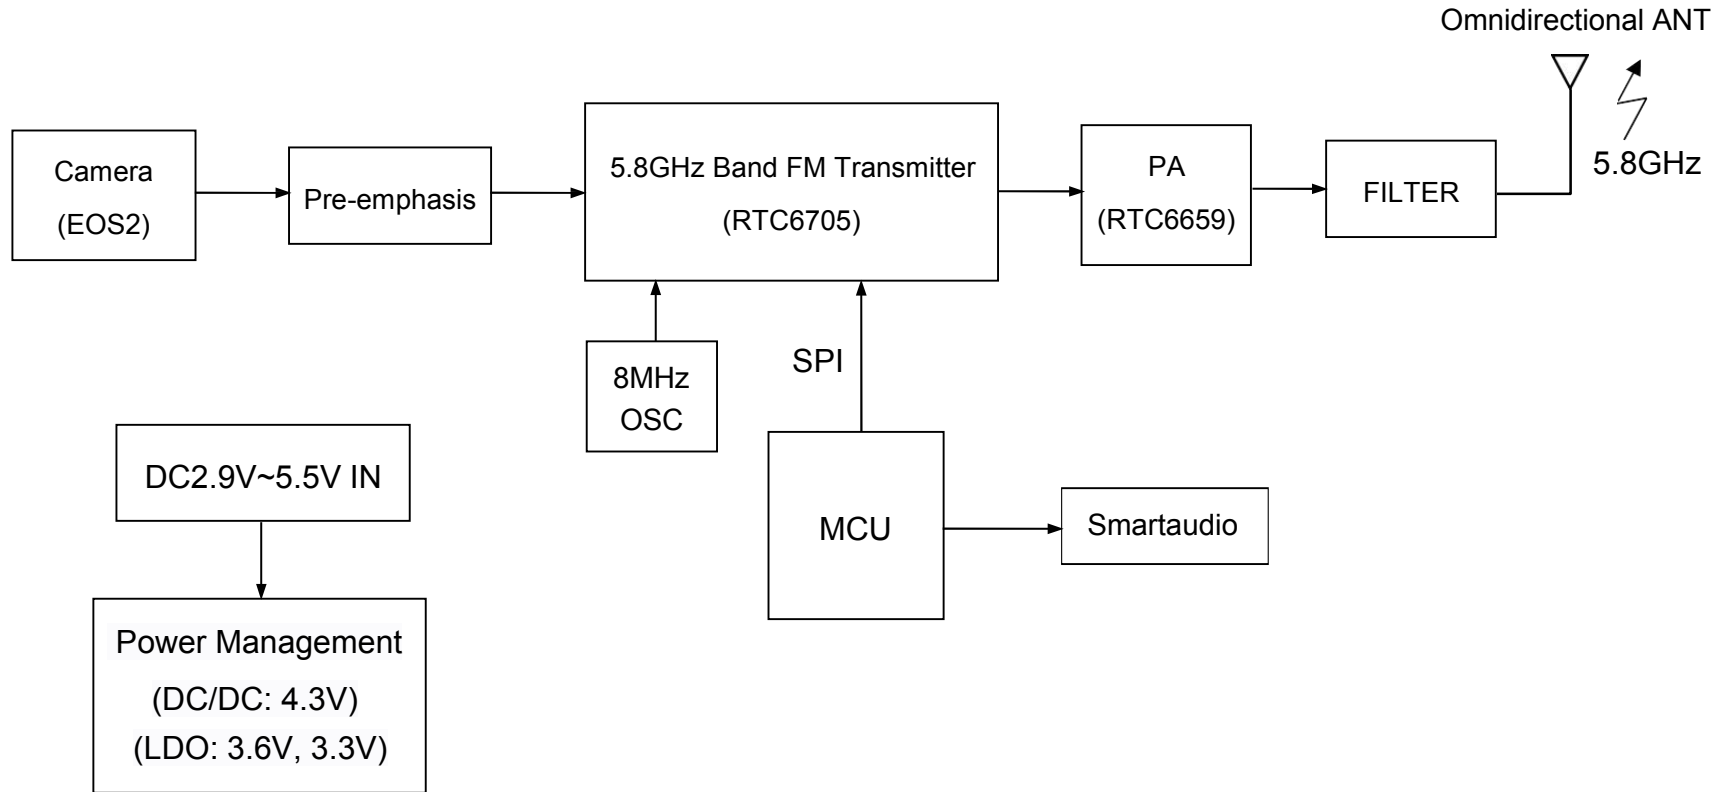 Omnidirectional ANT
5.8GHz
Camera
(EOS2)
Pre-emphasis
5.8GHz Band FM Transmitter
(RTC6705)
PA
(RTC6659)
FILTER
8MHz
OSC
SPI
MCU
Smartaudio
DC2.9V~5.5V IN
Power Management
(DC/DC: 4.3V)
(LDO: 3.6V, 3.3V)